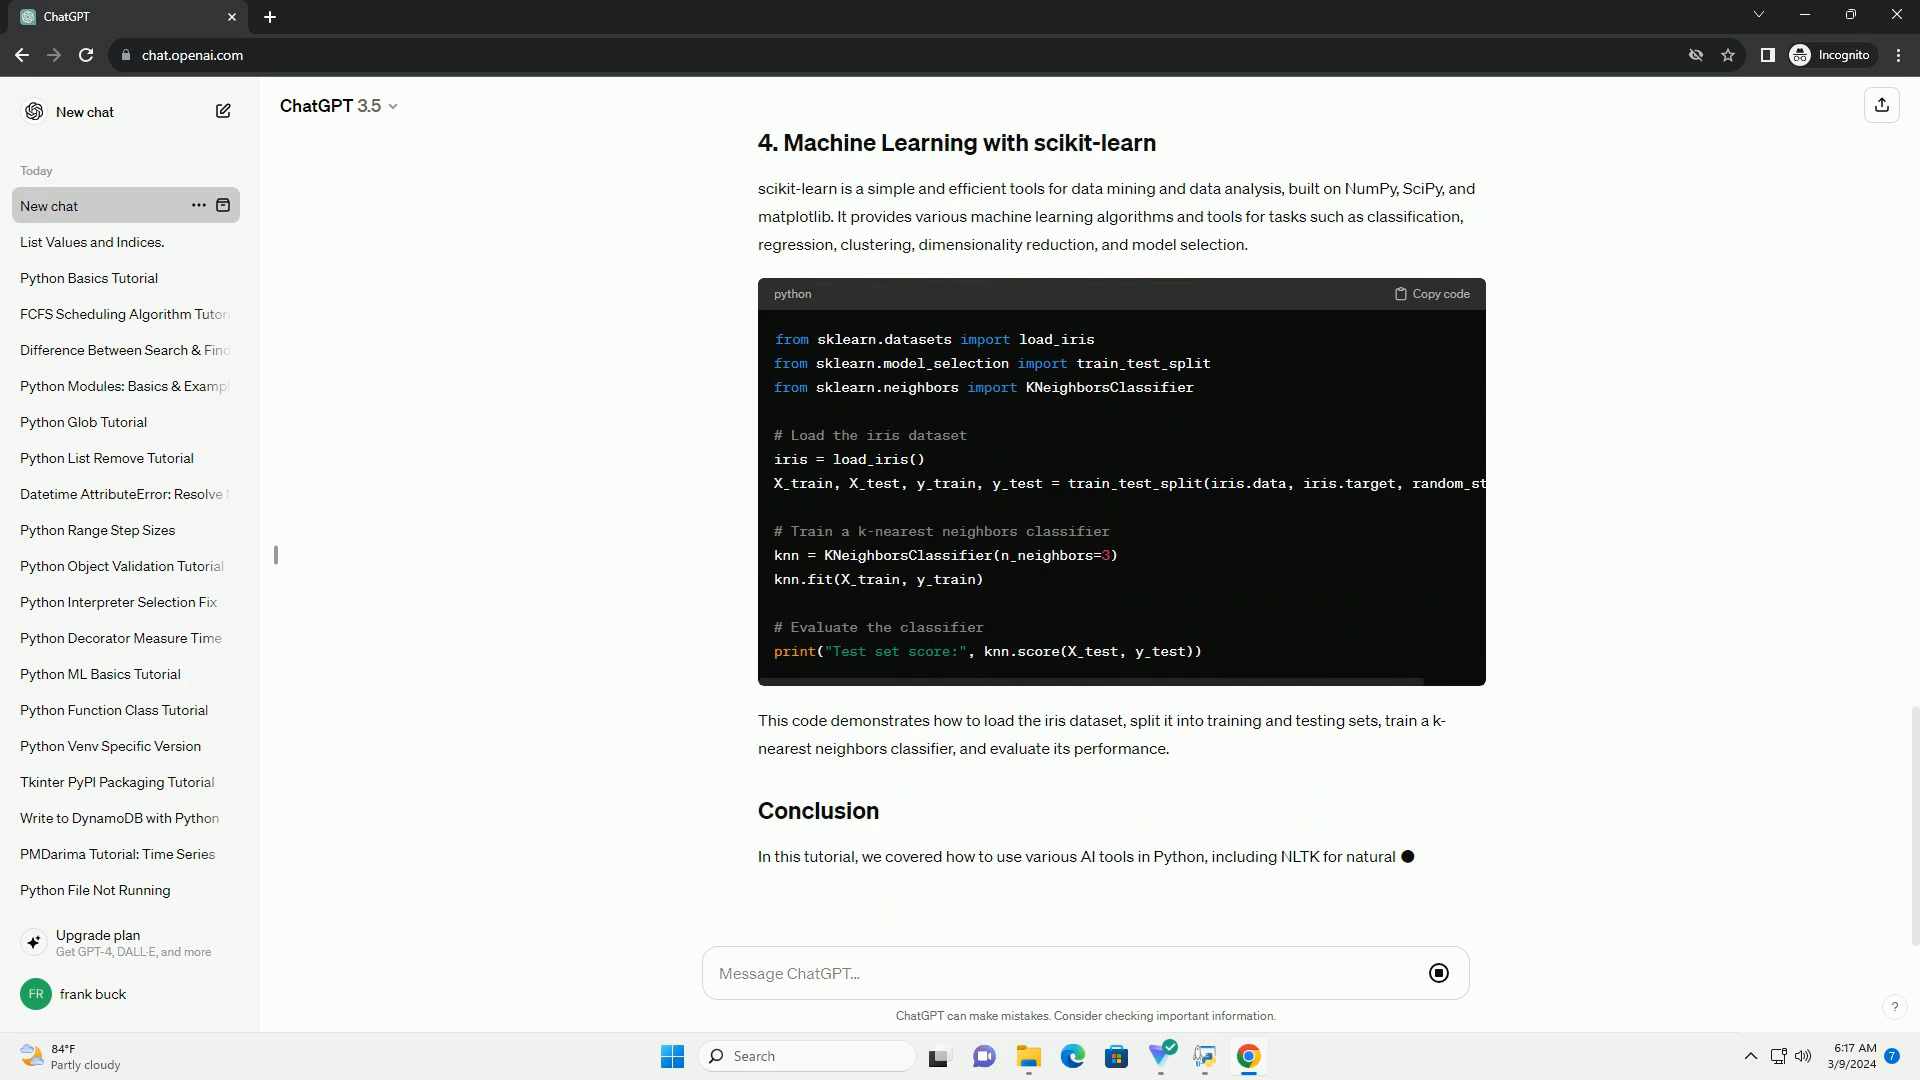 ChatGPT
chat.openai.com
Incognito
New chat
ChatGPT 3.5
Today
New chat
List Values and Indices.
Python Basics Tutorial
FCFS Scheduling Algorithm Tutor
Difference Between Search & Find
Python Modules: Basics & Exampl
Python Glob Tutorial
Python List Remove Tutorial
Datetime AttributeError: Resolve
Python Range Step Sizes
Python Object Validation Tutorial
Python Interpreter Selection Fix
Python Decorator Measure Time
Python ML Basics Tutorial
Python Function Class Tutorial
Python Venv Specific Version
Tkinter PyPI Packaging Tutorial
Write to DynamoDB with Python
PMDarima Tutorial: Time Series
Python File Not Running
Upgrade plan
Get GPT-4, DALL·E, and more
FR
frank buck
4. Machine Learning with scikit-learn
scikit-learn is a simple and efficient tools for data mining and data analysis, built on NumPy, SciPy, and
matplotlib. It provides various machine learning algorithms and tools for tasks such as classification,
regression, clustering, dimensionality reduction, and model selection.
python
Copy code
from sklearn.datasets import load_iris
from sklearn.model_selection import train_test_split
from sklearn.neighbors import KNeighborsClassifier
# Load the iris dataset
iris = load_iris()
X_train, X_test, y_train, y_test = train_test_split(iris.data, iris.target, random_st
# Train a k-nearest neighbors classifier
knn = KNeighborsClassifier(n_neighbors=3)
knn.fit(X_train, y_train)
# Evaluate the classifier
print("Test set score:", knn.score(X_test, y_test))
This code demonstrates how to load the iris dataset, split it into training and testing sets, train a k-
nearest neighbors classifier, and evaluate its performance.
Conclusion
In this tutorial, we covered how to use various AI tools in Python, including NLTK for natural
Message ChatGPT…
ChatGPT can make mistakes. Consider checking important information.
?
84°F
Partly cloudy
Search
6:17 AM
3/9/2024
7